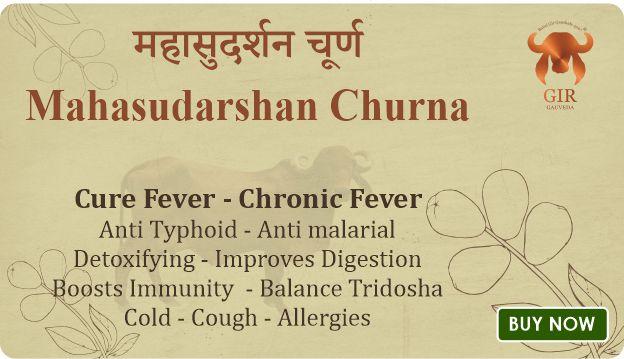 महासुदर्शन चूर्ण
Mahasudarshan Churna
GIR
GAUVEDA
Cure Fever - Chronic Fever
Anti Typhoid - Anti malarial
Detoxifying - Improves Digestion
Boosts Immunity - Balance Tridosha
Cold - Cough - Allergies
BUY NOW